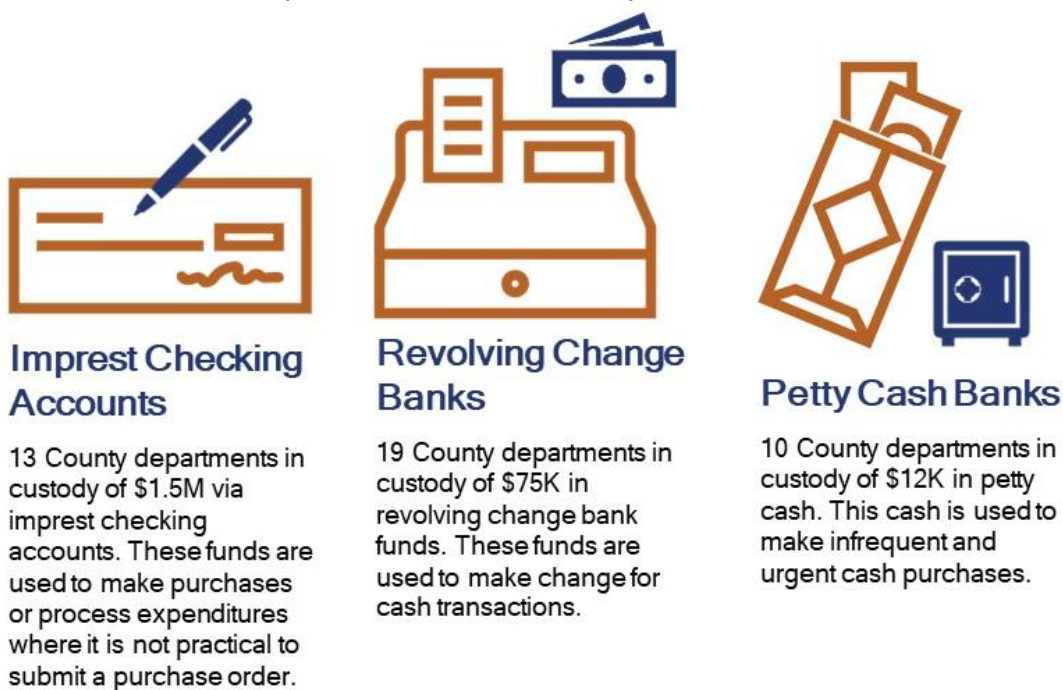 Imprest Checking
Accounts
13 County departments in
custody of $1.5M via
imprest checking
accounts. These funds are
used to make purchases
or process expenditures
where it is not practical to
submit a purchase order.
Revolving Change
Banks
19 County departments in
custody of $75K in
revolving change bank
funds. These funds are
used to make change for
cash transactions.
Petty Cash Banks
10 County departments in
custody of $12K in petty
cash. This cash is used to
make infrequent and
urgent cash purchases.